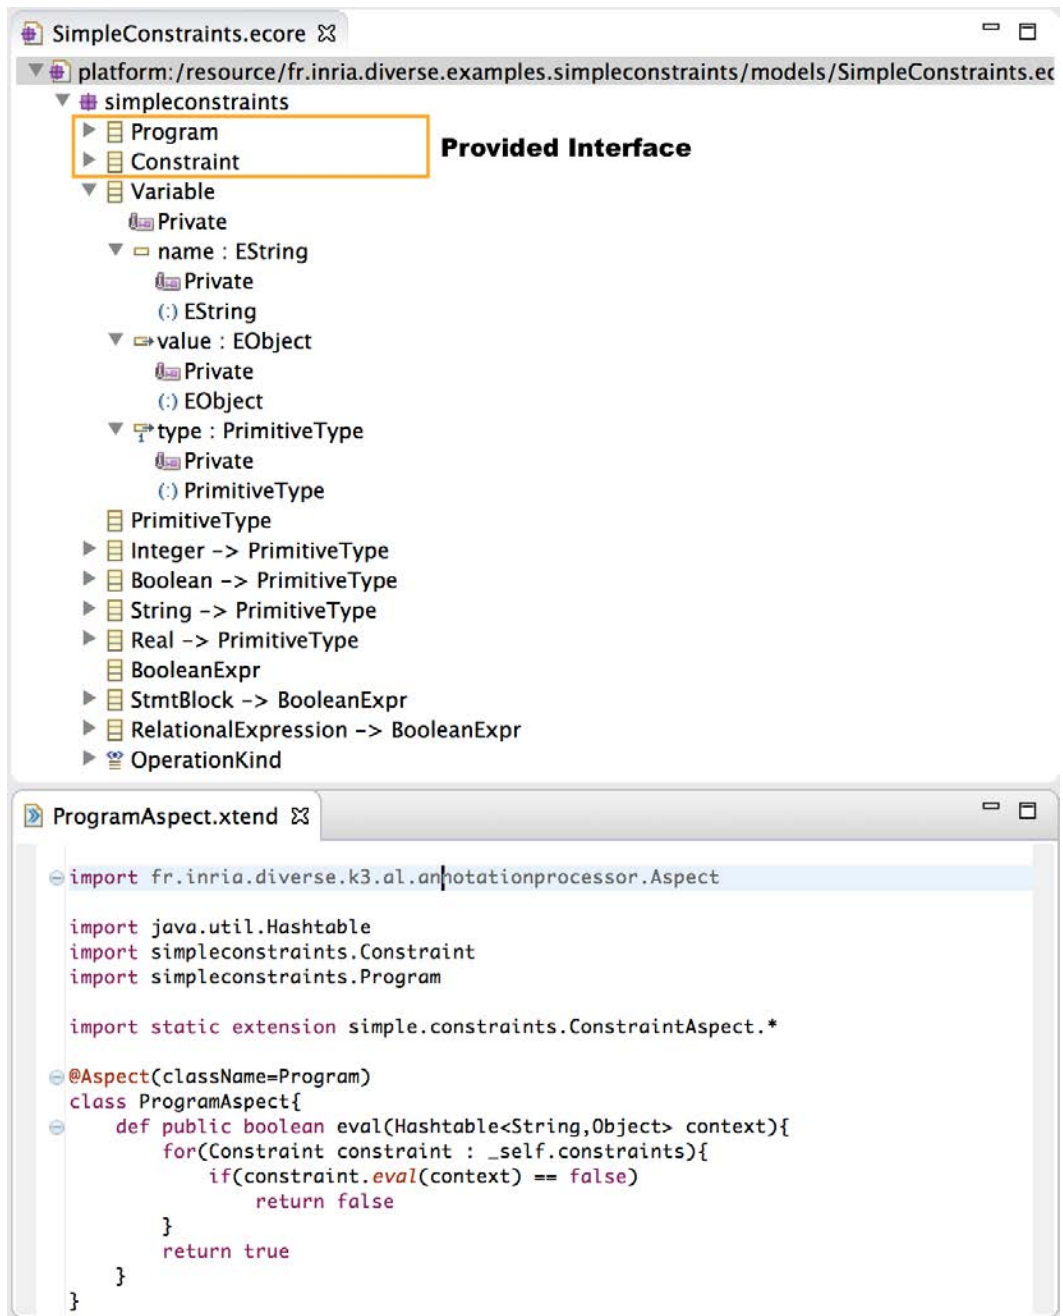 SimpleConstraints.ecore
platform:/resource/fr.inria.diverse.examples.simpleconstraints/models/SimpleConstraints.ec
simpleconstraints
Program
Constraint
Provided Interface
Variable
Private
name : EString
Private
(:) EString
value : EObject
Private
(:) EObject
type : PrimitiveType
Private
(:) PrimitiveType
PrimitiveType
Integer -> PrimitiveType
Boolean -> PrimitiveType
String -> PrimitiveType
Real -> PrimitiveType
BooleanExpr
StmtBlock -> BooleanExpr
RelationalExpression -> BooleanExpr
OperationKind
ProgramAspect.xtend
import fr.inria.diverse.k3.al.annotationprocessor.Aspect
import java.util.Hashtable
import simpleconstraints.Constraint
import simpleconstraints.Program
import static extension simple.constraints.ConstraintAspect.*
@Aspect(className=Program)
class ProgramAspect{
def public boolean eval(Hashtable<String,Object> context){
for(Constraint constraint : _self.constraints){
if(constraint.eval(context) == false)
return false
}
return true
}
}